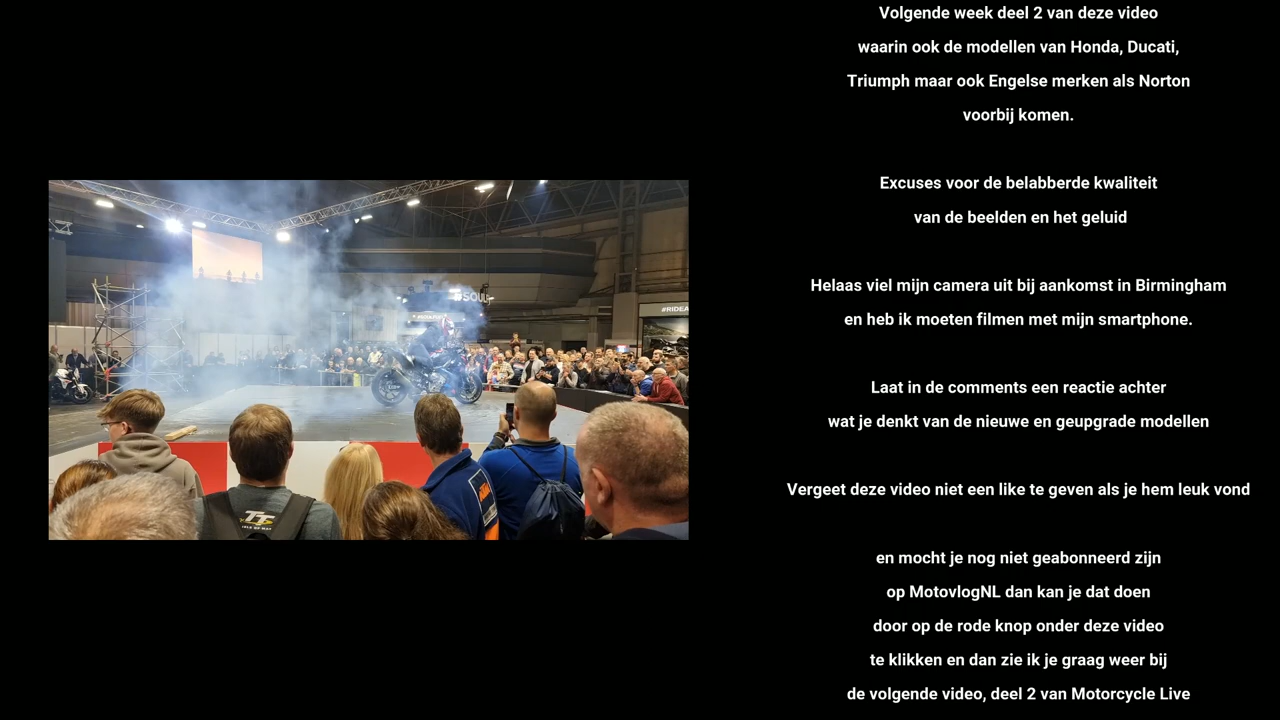 Volgende week deel 2 van deze video
waarin ook de modellen van Honda, Ducati,
Triumph maar ook Engelse merken als Norton
voorbij komen.
Excuses voor de belabberde kwaliteit
van de beelden en het geluid
Helaas viel mijn camera uit bij aankomst in Birmingham
en heb ik moeten filmen met mijn smartphone.
Laat in de comments een reactie achter
wat je denkt van de nieuwe en geupgrade modellen
Vergeet deze video niet een like te geven als je hem leuk vond
en mocht je nog niet geabonneerd zijn
op MotovlogNL dan kan je dat doen
door op de rode knop onder deze video
te klikken en dan zie ik je graag weer bij
de volgende video, deel 2 van Motorcycle Live
SOUL
#RIDEA
TT
KTM